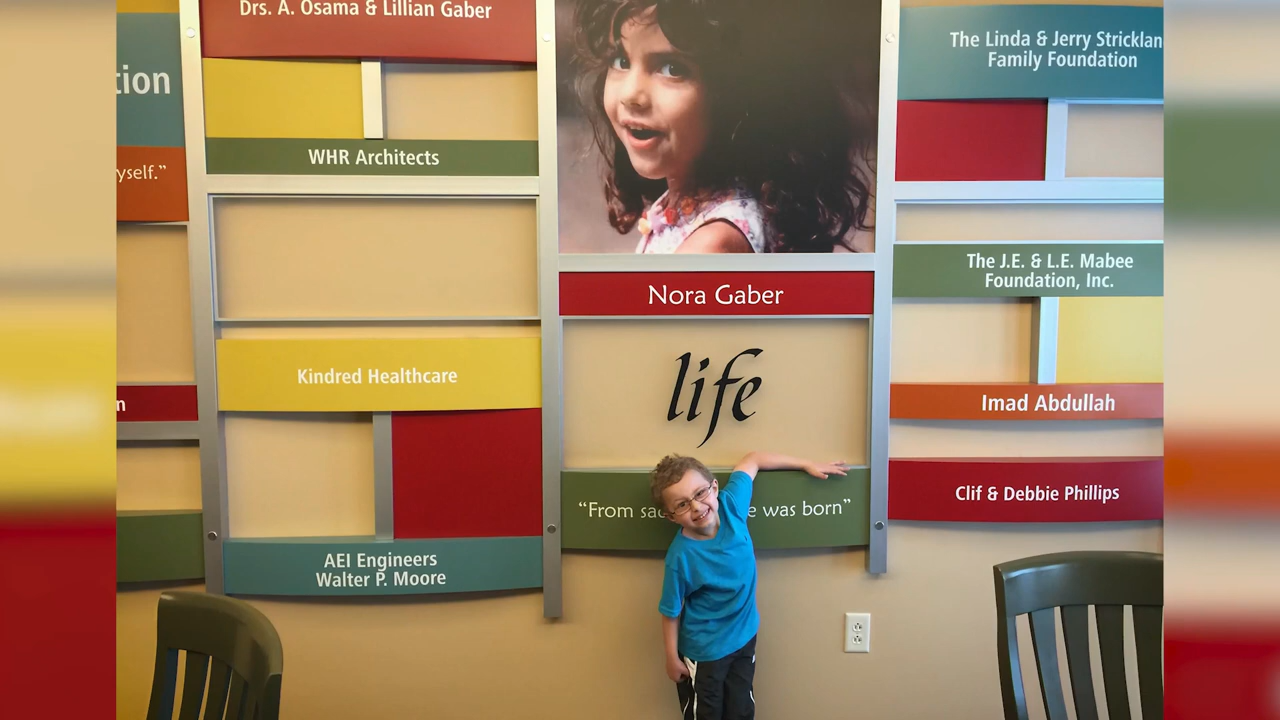 tion
yself.”
n
Drs. A. Osama & Lillian Gaber
WHR Architects
Kindred Healthcare
AEI Engineers
Walter P. Moore
Nora Gaber
life
“From sa e was born”
The Linda & Jerry Stricklan
Family Foundation
The J.E. & L.E. Mabee
Foundation, Inc.
Imad Abdullah
Clif & Debbie Phillips